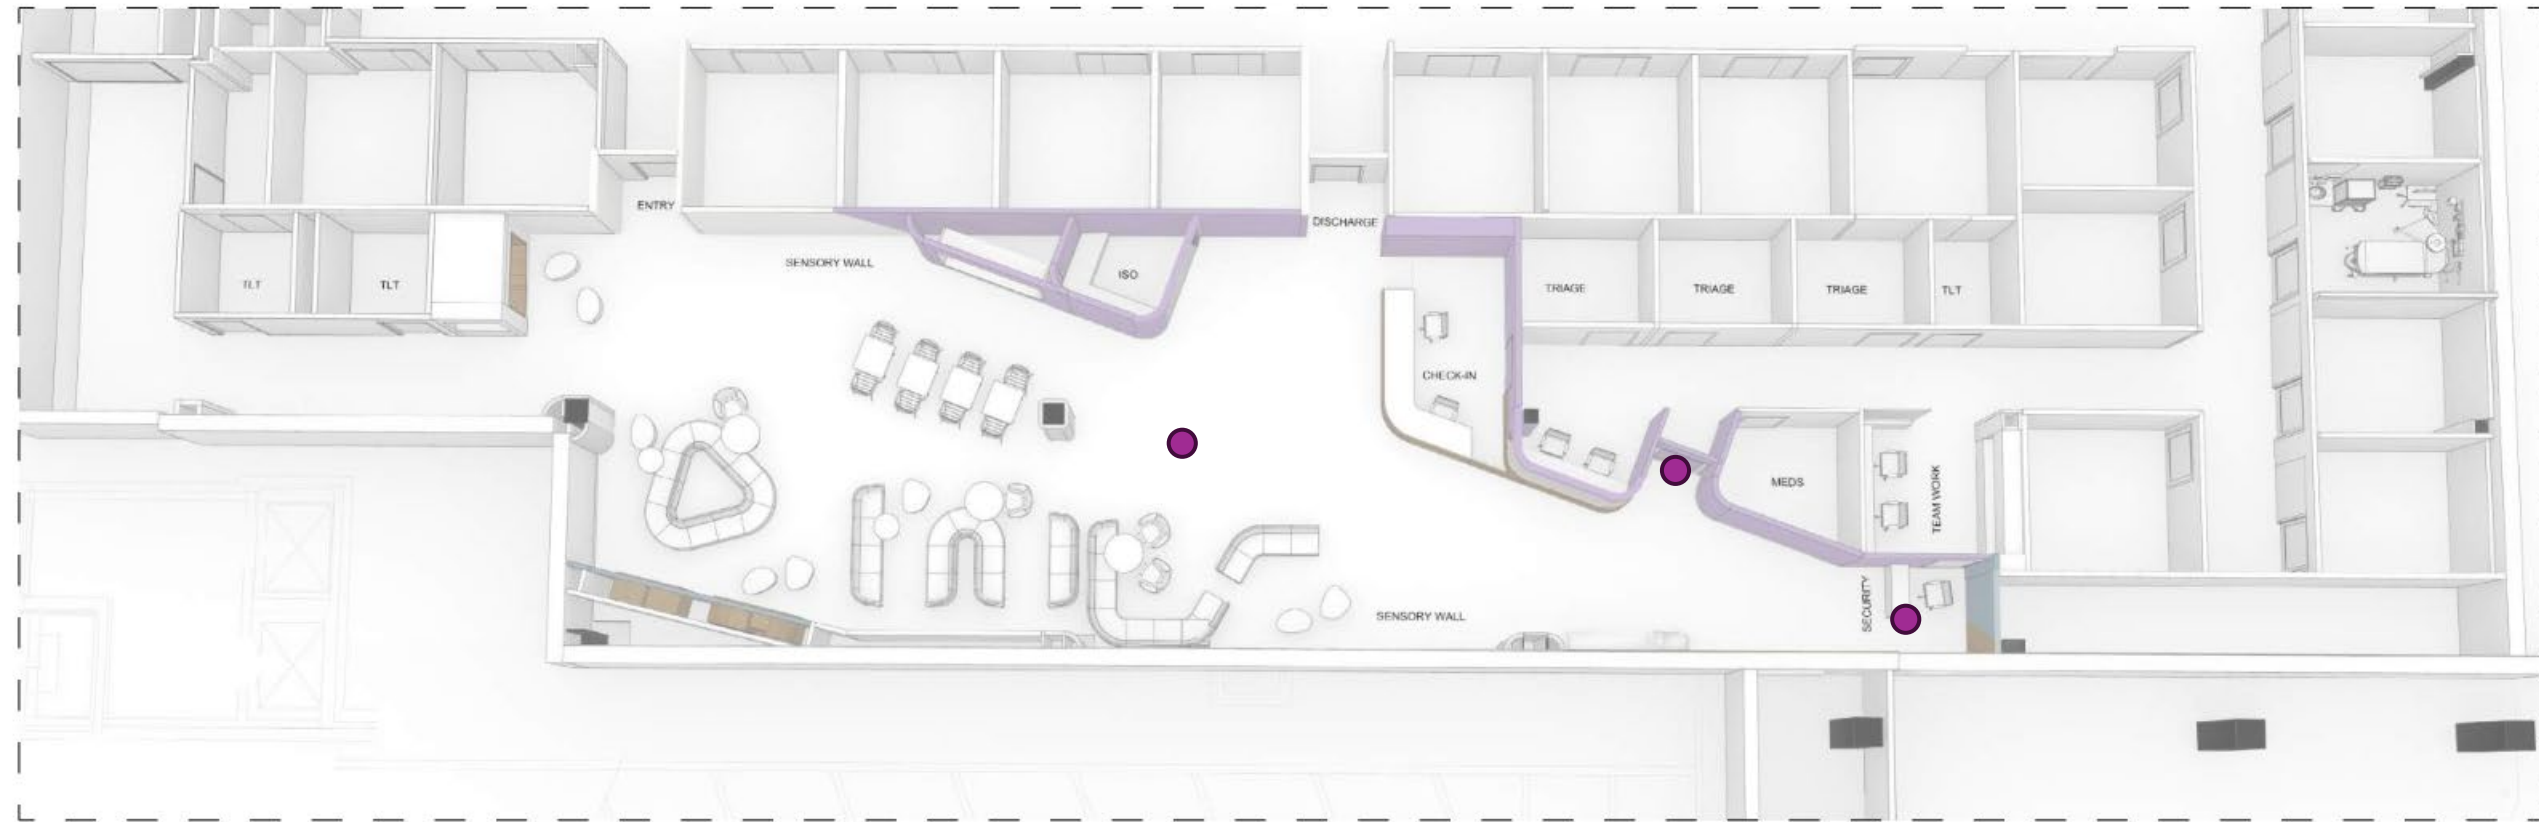 ENTRY
DISCHARGE
SENSORY WALL
ISO
TLT
TLT
TRIAGE
TRIAGE
TRIAGE
TLT
CHECK-IN
MEDS
TEAM WORK
SECURITY
SENSORY WALL